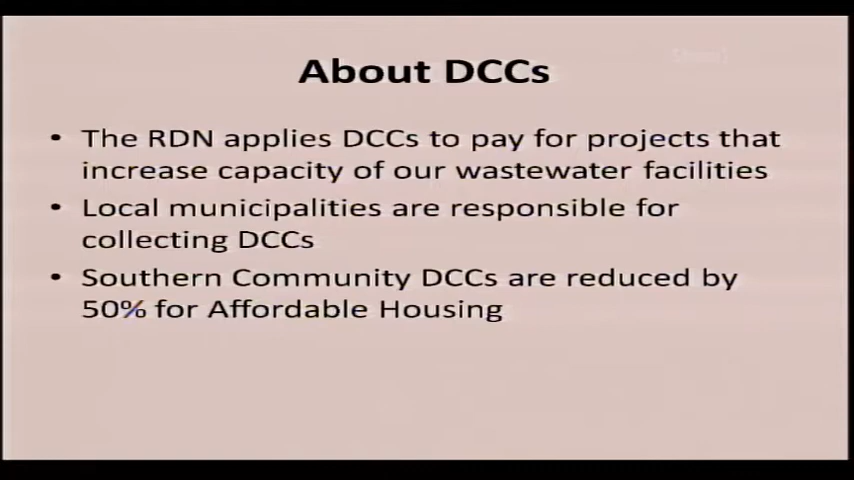 About DCCs
• The RDN applies DCCs to pay for projects that
increase capacity of our wastewater facilities
• Local municipalities are responsible for
collecting DCCs
• Southern Community DCCs are reduced by
50% for Affordable Housing